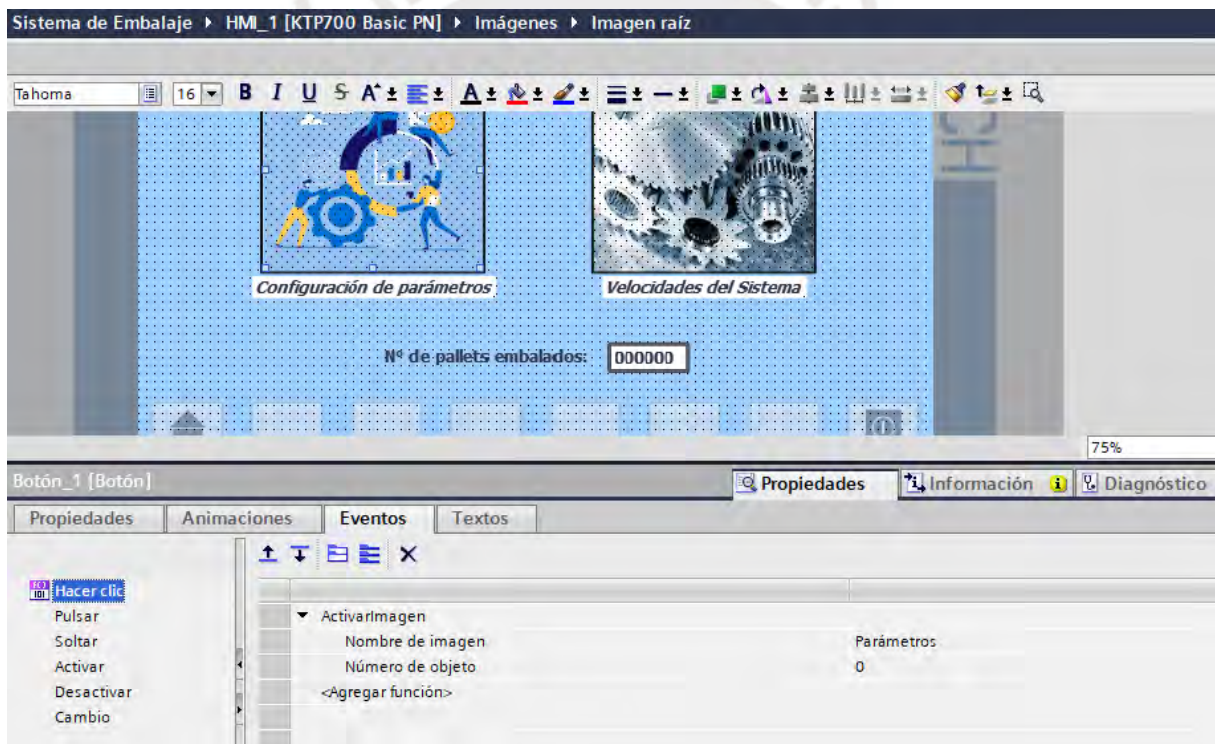 Sistema de Embalaje ▸ HMI_1 [KTP700 Basic PN] ▸ Imágenes ▸ Imagen raíz
Tahoma 16 B I U S A A
HC
Configuración de parámetros Velocidades del Sistema
Nº de pallets embalados: 000000
75%
Botón_1 [Botón] Propiedades Información Diagnóstico
Propiedades Animaciones Eventos Textos
Hacer clic
Pulsar ActivarImagen
Soltar Nombre de imagen Parámetros
Activar Número de objeto 0
Desactivar <Agregar función>
Cambio